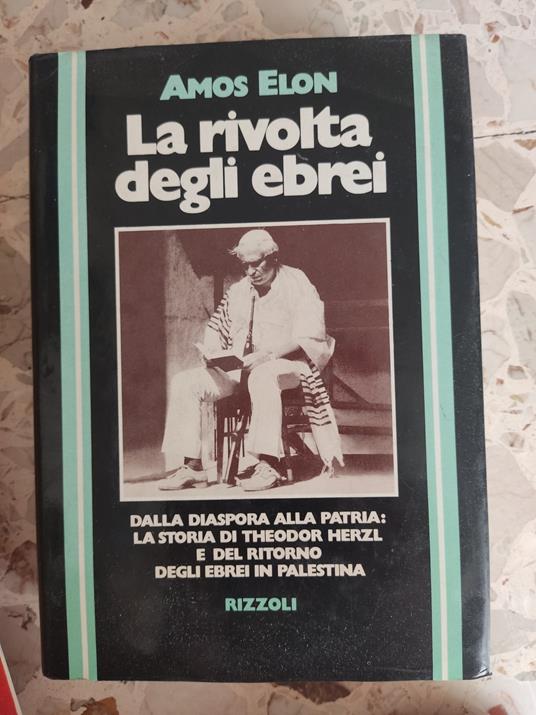 AMOS ELON
La rivolta
degli ebrei
DALLA DIASPORA ALLA PATRIA:
LA STORIA DI THEODOR HERZL
E DEL RITORNO
DEGLI EBREI IN PALESTINA
RIZZOLI